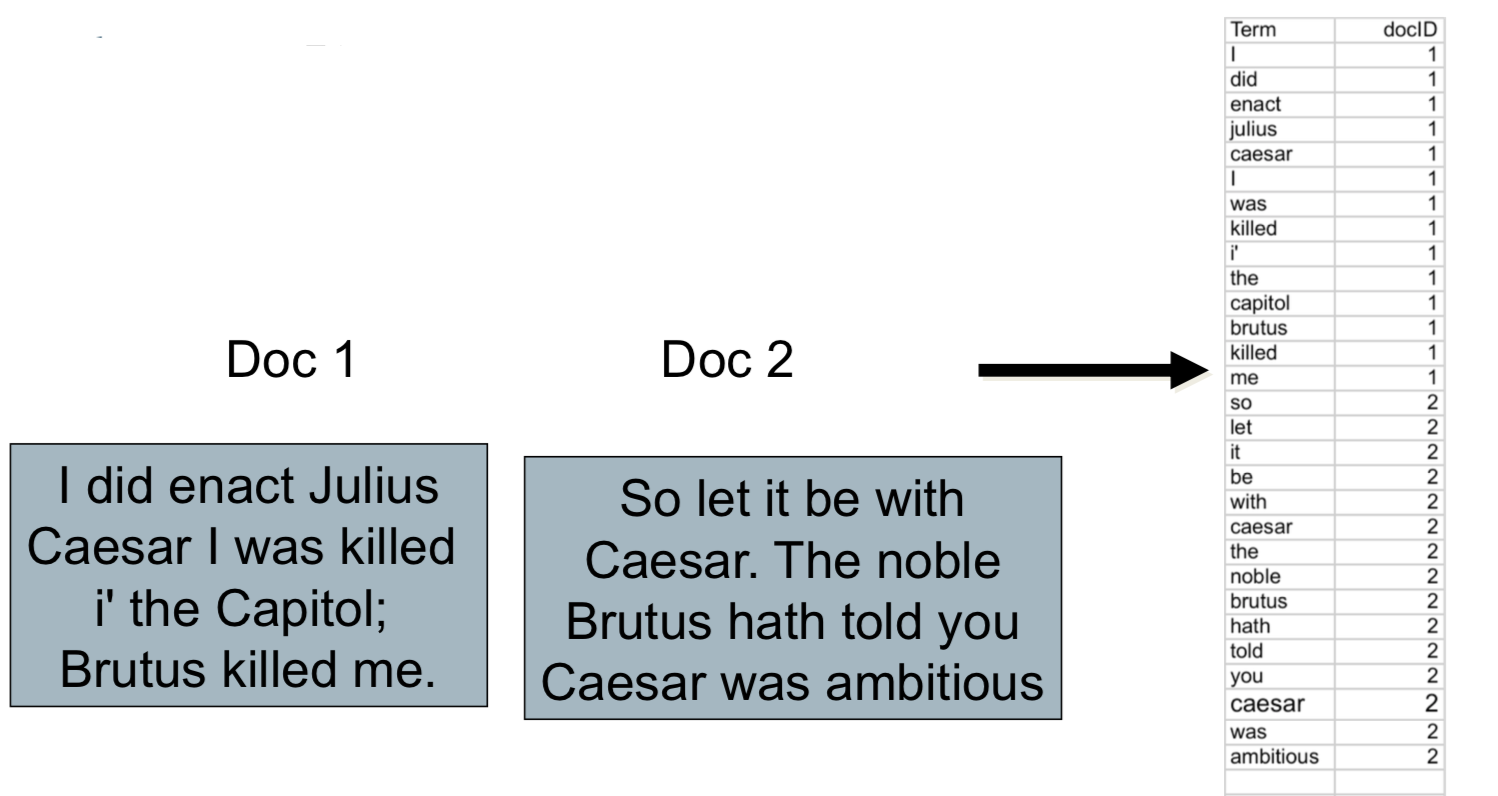 Doc 1
I did enact Julius
Caesar I was killed
i' the Capitol;
Brutus killed me.
Doc 2
So let it be with
Caesar. The noble
Brutus hath told you
Caesar was ambitious
Term docID
I 1
did 1
enact 1
julius 1
caesar 1
I 1
was 1
killed 1
i' 1
the 1
capitol 1
brutus 1
killed 1
me 1
so 2
let 2
it 2
be 2
with 2
caesar 2
the 2
noble 2
brutus 2
hath 2
told 2
you 2
caesar 2
was 2
ambitious 2